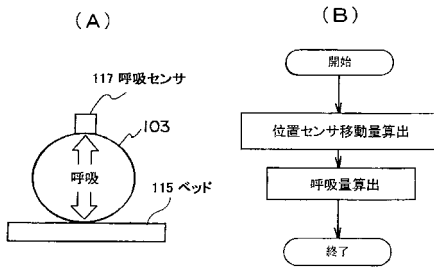 (A)
117 呼吸センサ
103
呼吸
115 ベッド
(B)
開始
位置センサ移動量算出
呼吸量算出
終了